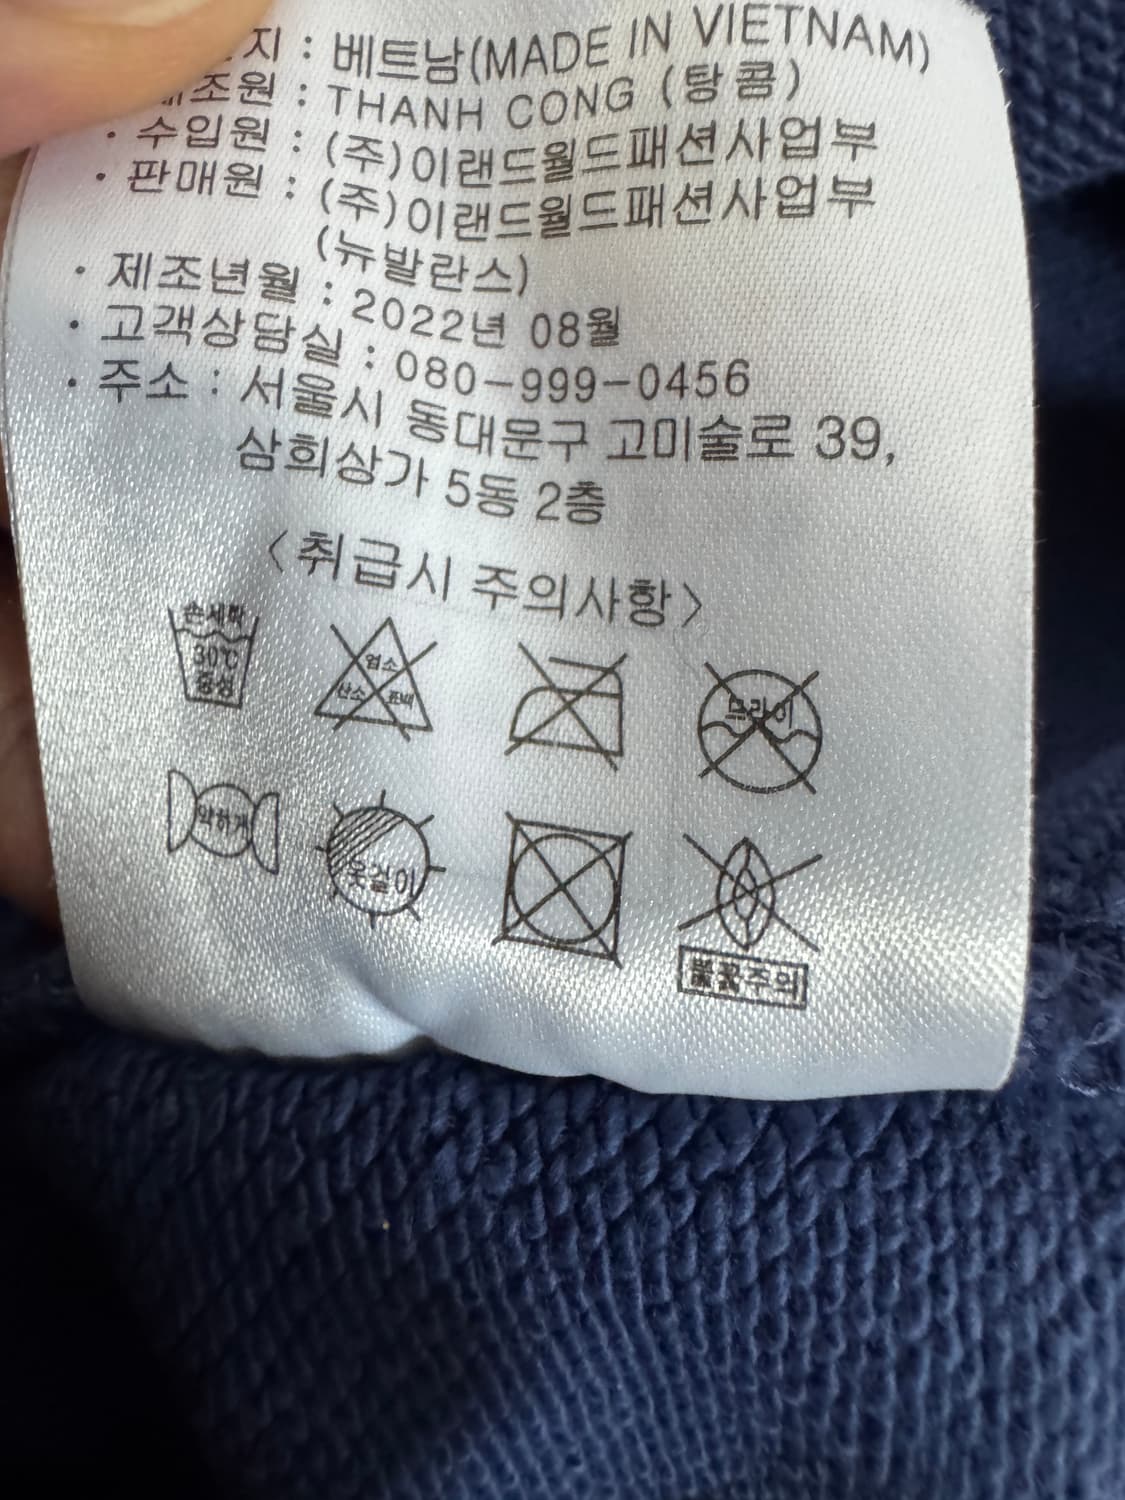 지 : 베트남(MADE IN VIETNAM)
제조원 : THANH CONG (탕콤)
· 수입원 : (주)이랜드월드패션사업부
· 판매원 : (주)이랜드월드패션사업부
(뉴발란스)
· 제조년월 : 2022년 08월
· 고객상담실 : 080-999-0456
· 주소 : 서울시 동대문구 고미술로 39,
삼희상가 5동 2층
<취급시 주의사항>
손세탁
30℃
중성
염소
산소 표백
드라이
약하게
옷걸이
불꽃주의